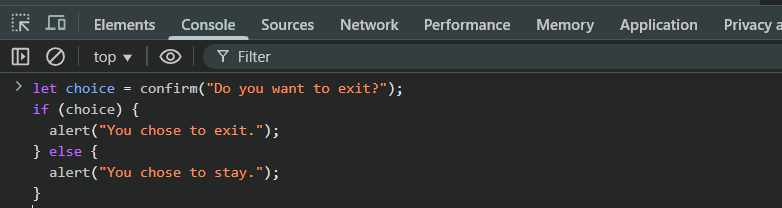 Elements Console Sources Network Performance Memory Application Privacy a
top Filter
let choice = confirm("Do you want to exit?");
if (choice) {
  alert("You chose to exit.");
} else {
  alert("You chose to stay.");
}